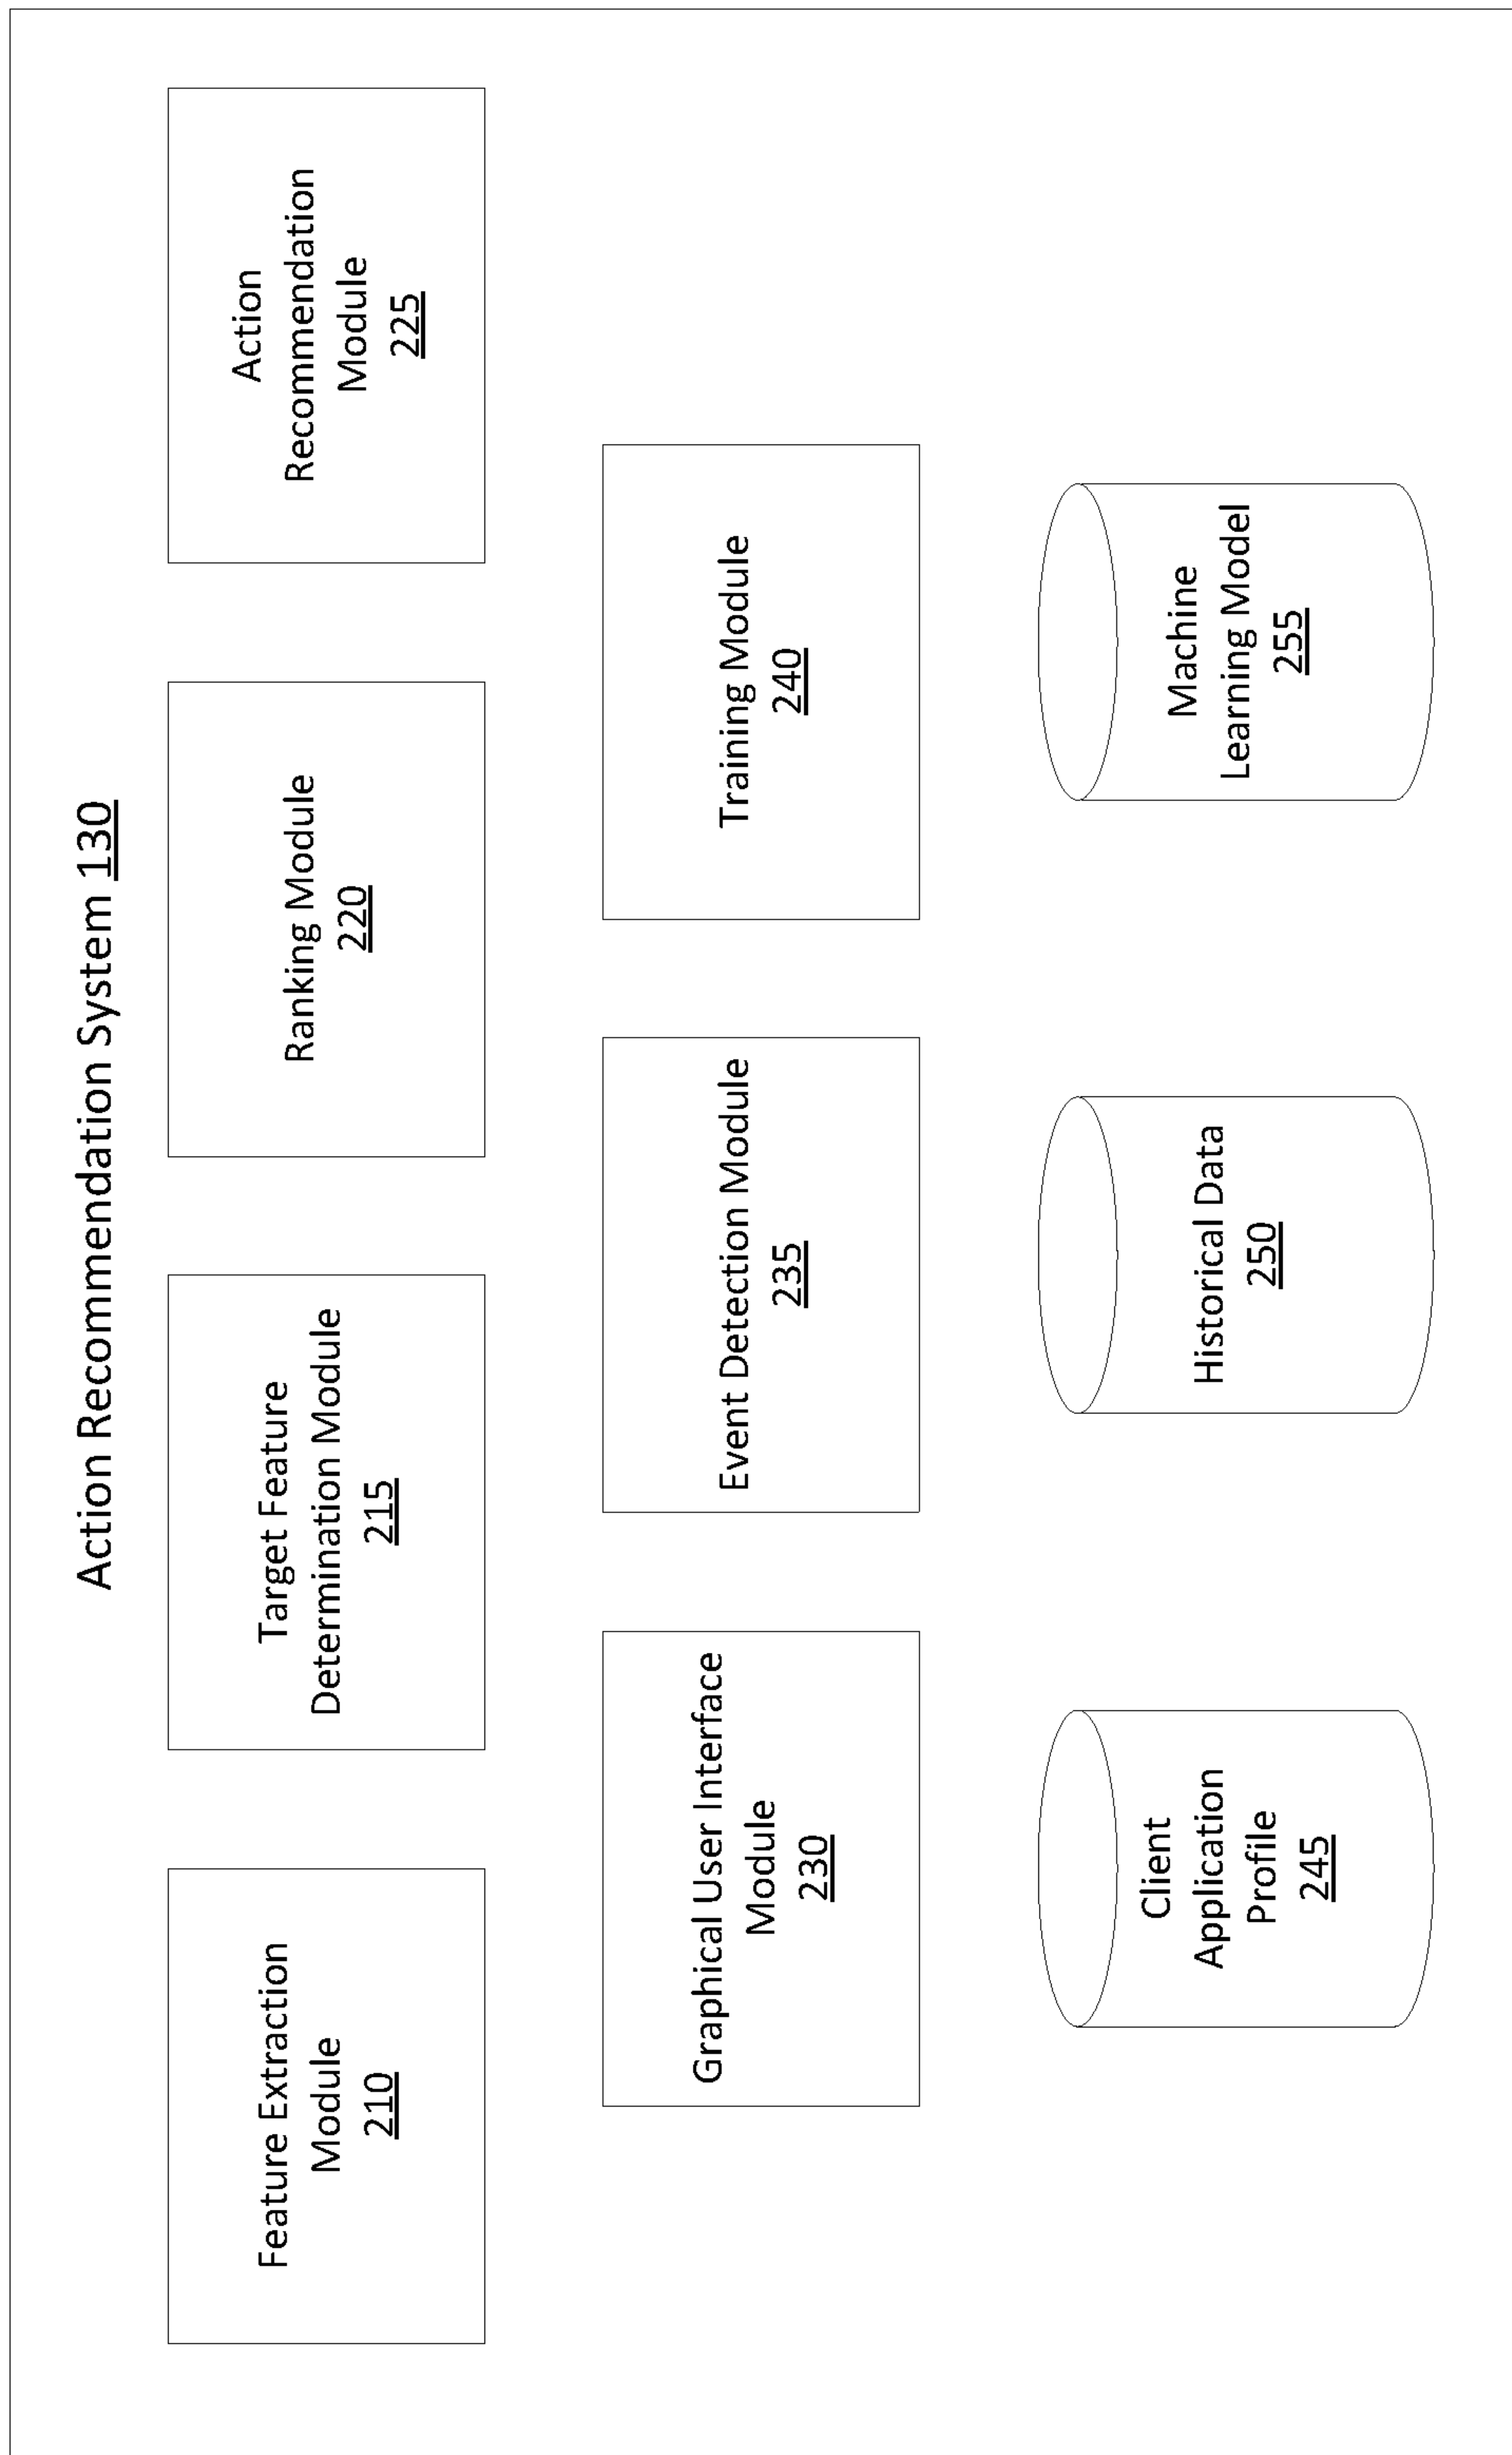 Action Recommendation System 130
Feature Extraction
Module
210
Target Feature
Determination Module
215
Ranking Module
220
Action
Recommendation
Module
225
Graphical User Interface
Module
230
Event Detection Module
235
Training Module
240
Client
Application
Profile
245
Historical Data
250
Machine
Learning Model
255